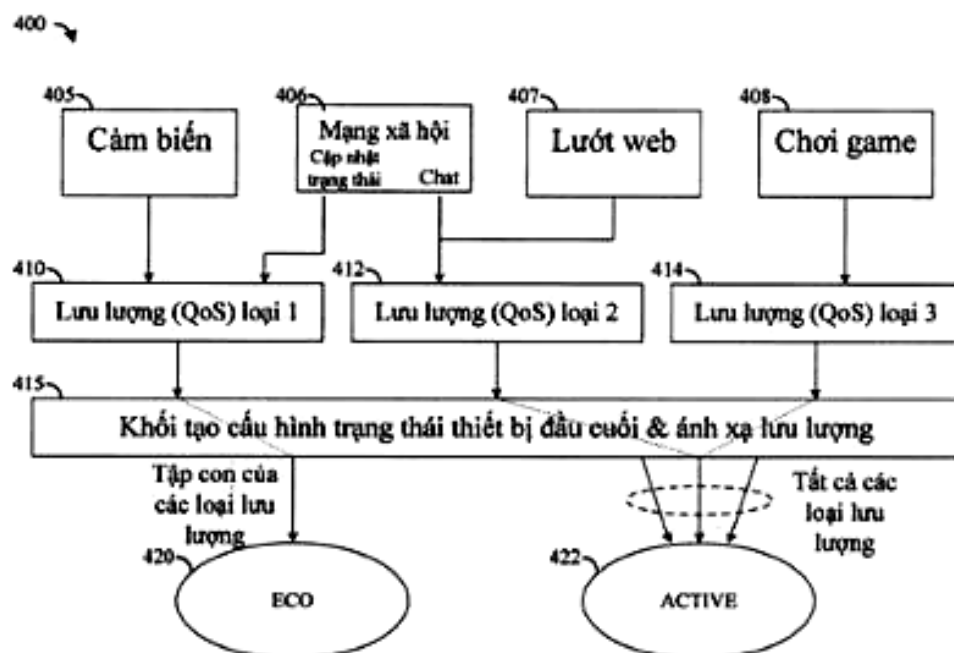 400
405
406
407
408
Cảm biến
Mạng xã hội
Cập nhật
trạng thái
Chat
Lướt web
Chơi game
410
412
414
Lưu lượng (QoS) loại 1
Lưu lượng (QoS) loại 2
Lưu lượng (QoS) loại 3
415
Khối tạo cấu hình trạng thái thiết bị đầu cuối & ánh xạ lưu lượng
Tập con của
các loại lưu
lượng
Tất cả các
loại lưu
lượng
420
ECO
422
ACTIVE